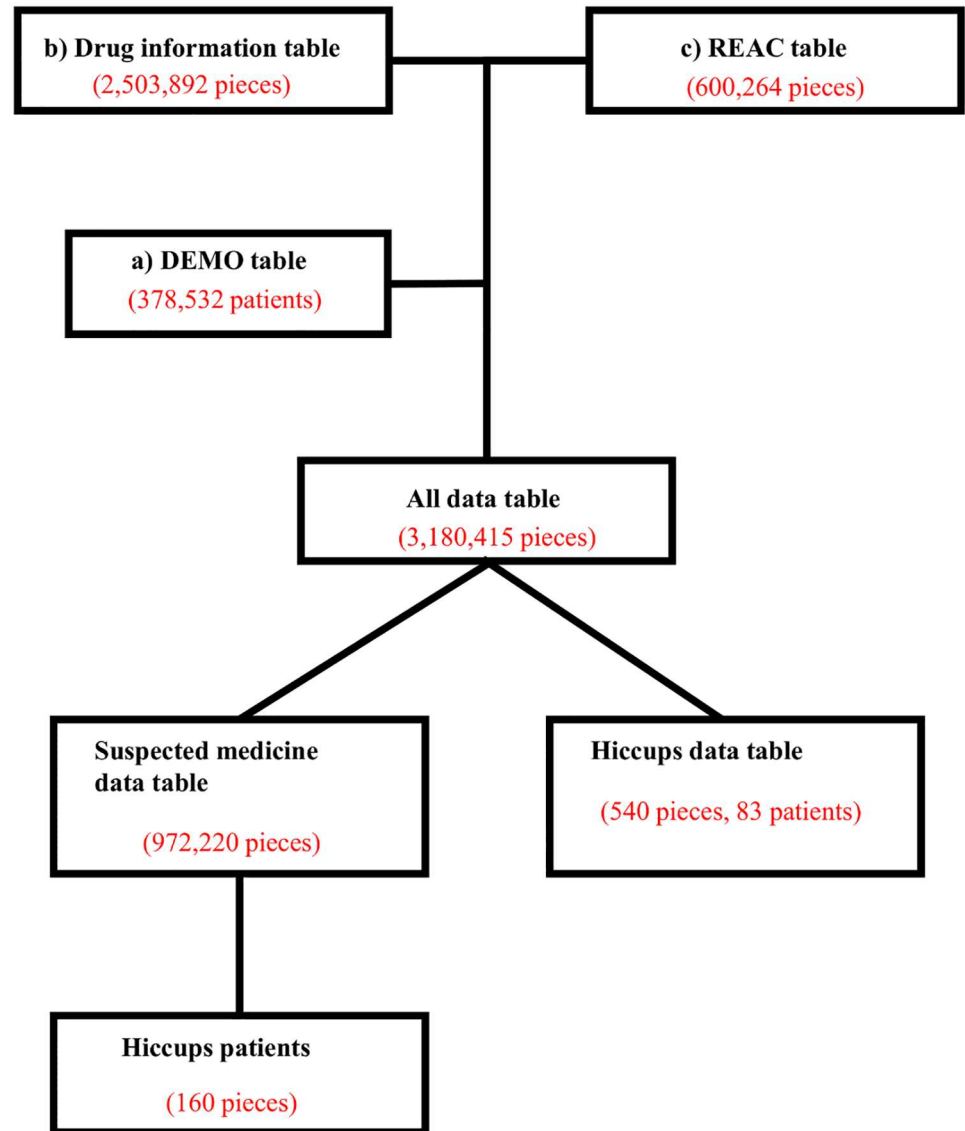 b) Drug information table
(2,503,892 pieces)
c) REAC table
(600,264 pieces)
a) DEMO table
(378,532 patients)
All data table
(3,180,415 pieces)
Suspected medicine
data table
(972,220 pieces)
Hiccups data table
(540 pieces, 83 patients)
Hiccups patients
(160 pieces)